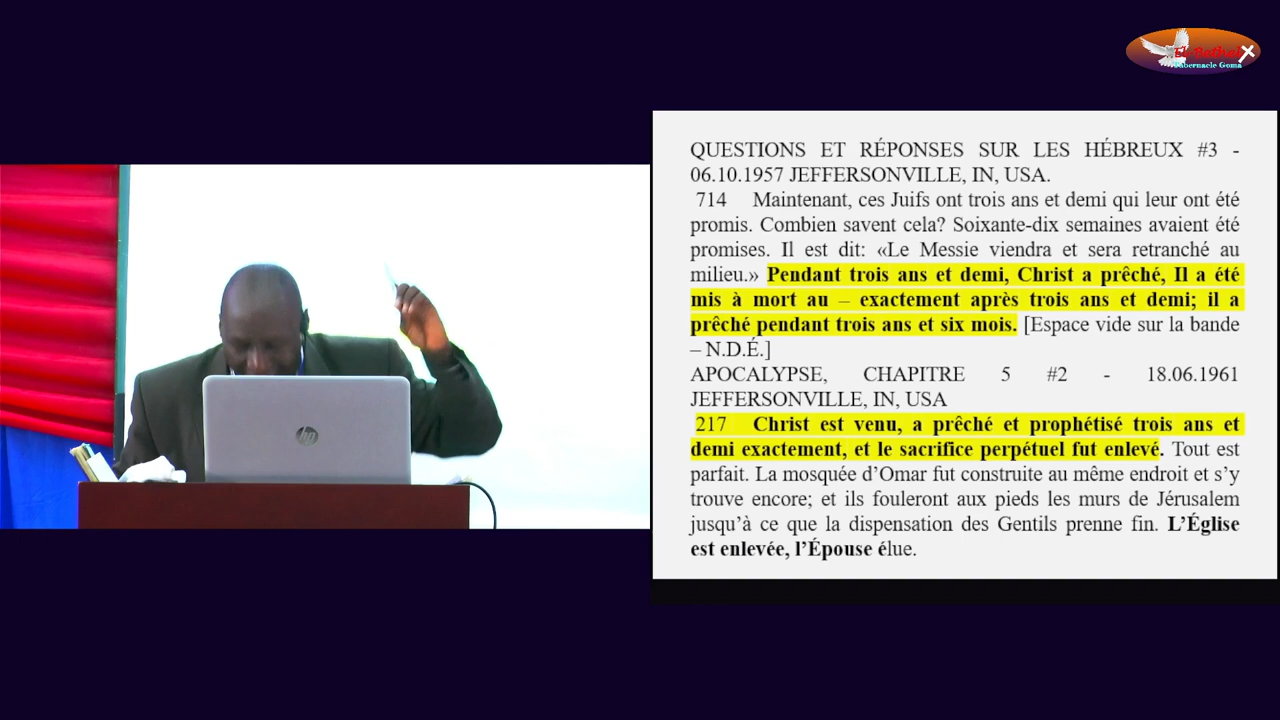 El-Bethel
Tabernacle Goma
QUESTIONS ET RÉPONSES SUR LES HÉBREUX #3 -
06.10.1957 JEFFERSONVILLE, IN, USA.
714 Maintenant, ces Juifs ont trois ans et demi qui leur ont été
promis. Combien savent cela? Soixante-dix semaines avaient été
promises. Il est dit: «Le Messie viendra et sera retranché au
milieu.» Pendant trois ans et demi, Christ a prêché, Il a été
mis à mort au – exactement après trois ans et demi; il a
prêché pendant trois ans et six mois. [Espace vide sur la bande
– N.D.É.]
APOCALYPSE, CHAPITRE 5 #2 - 18.06.1961
JEFFERSONVILLE, IN, USA
217 Christ est venu, a prêché et prophétisé trois ans et
demi exactement, et le sacrifice perpétuel fut enlevé. Tout est
parfait. La mosquée d’Omar fut construite au même endroit et s’y
trouve encore; et ils fouleront aux pieds les murs de Jérusalem
jusqu’à ce que la dispensation des Gentils prenne fin. L’Église
est enlevée, l’Épouse élue.
hp